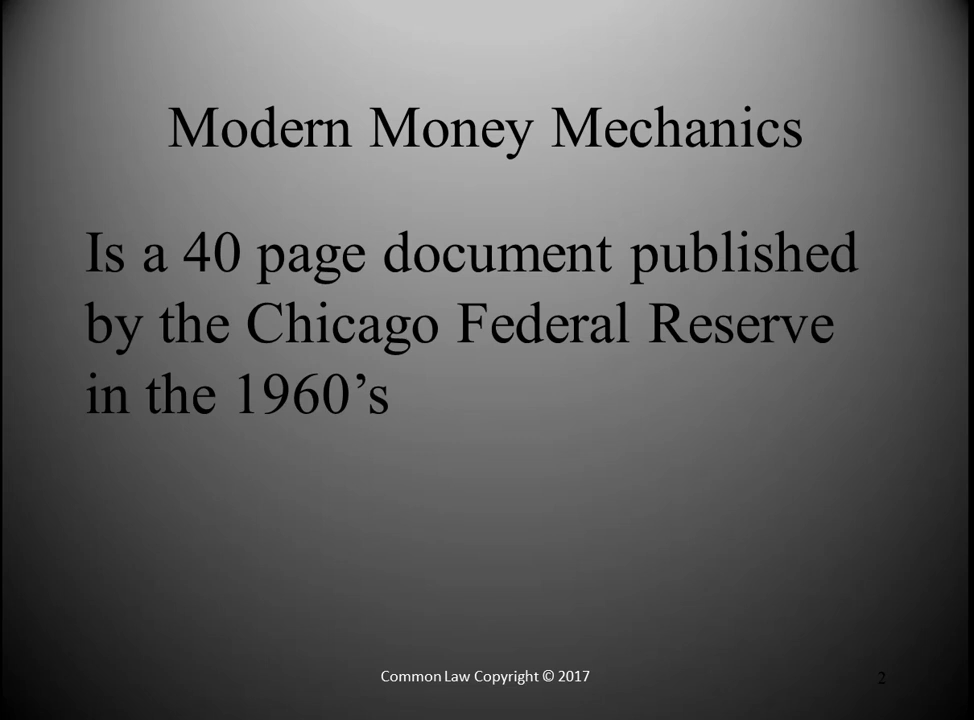 Modern Money Mechanics
Is a 40 page document published
by the Chicago Federal Reserve
in the 1960’s
Common Law Copyright © 2017
2